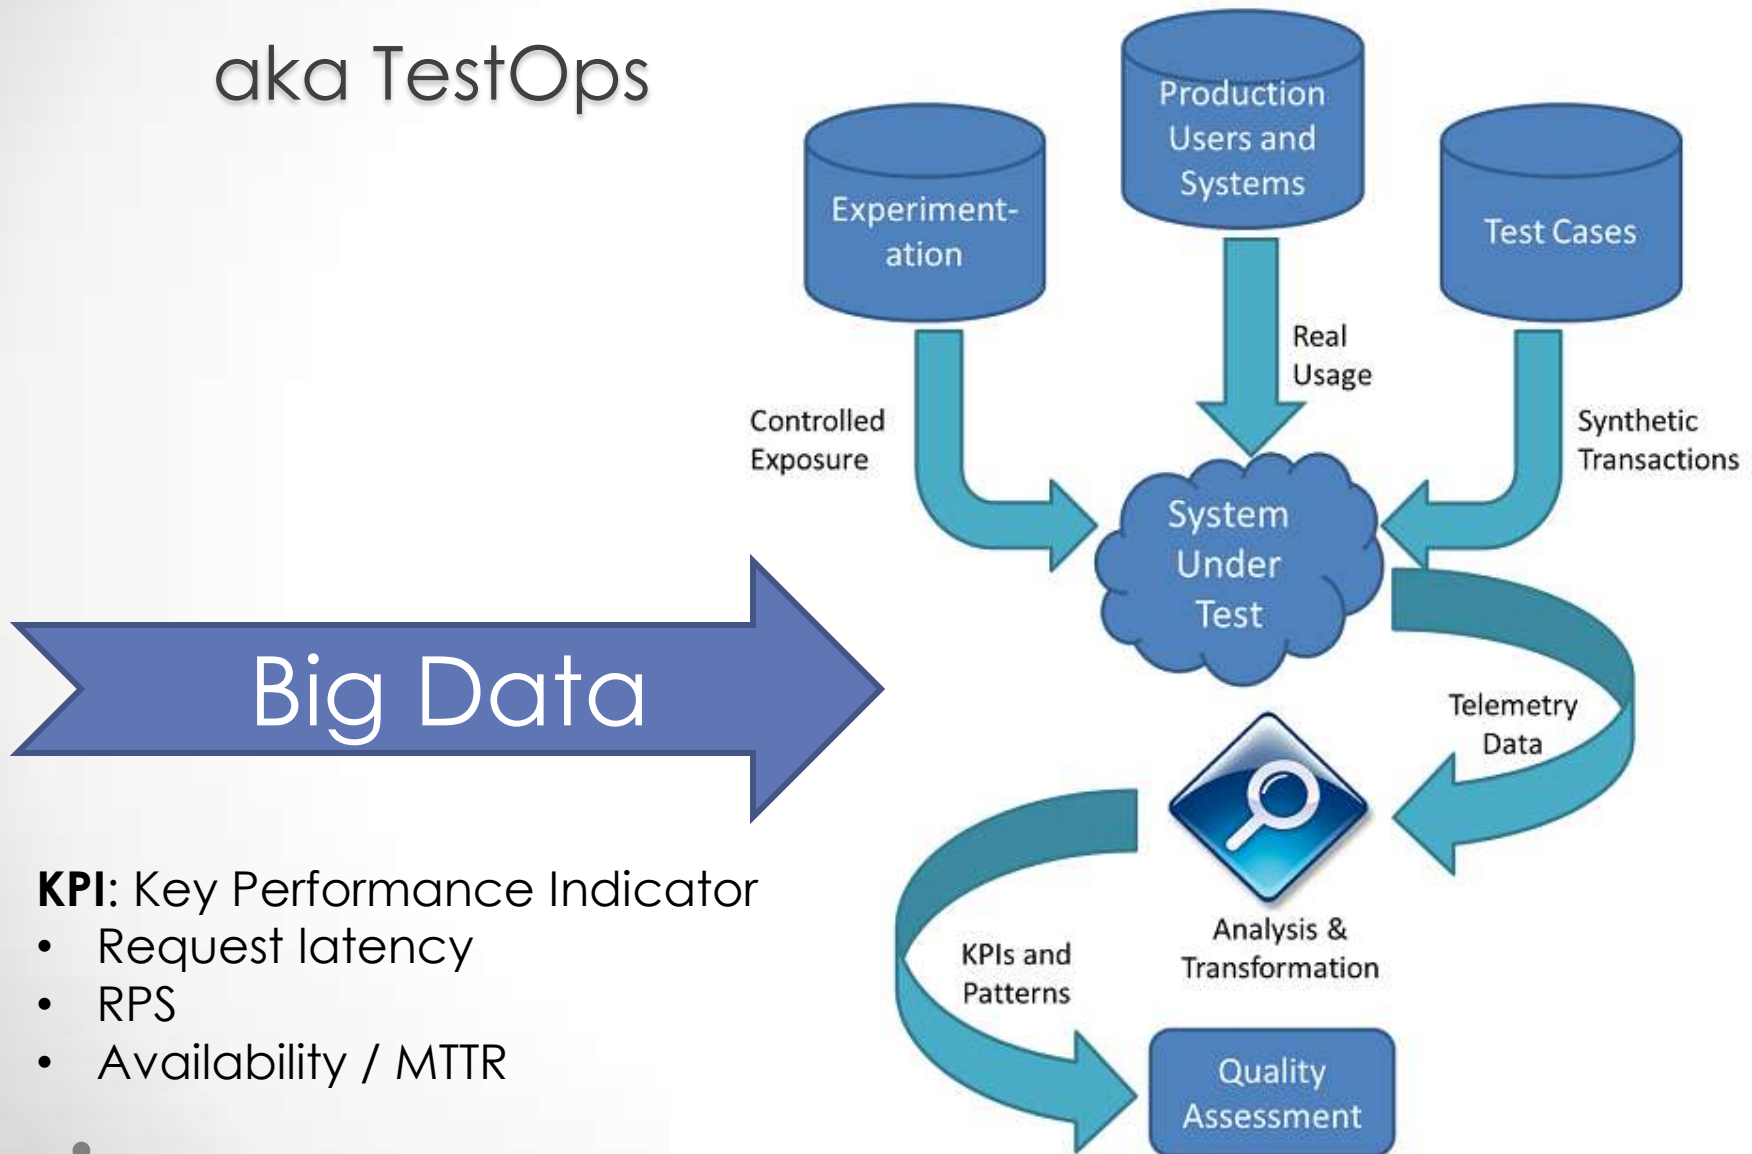 aka TestOps
Production
Users and
Systems
Experiment-
ation
Test Cases
Real
Usage
Controlled
Exposure
Synthetic
Transactions
System
Under
Test
Big Data
Telemetry
Data
KPI: Key Performance Indicator
• Request latency
• RPS
• Availability / MTTR
Analysis &
Transformation
KPIs and
Patterns
Quality
Assessment